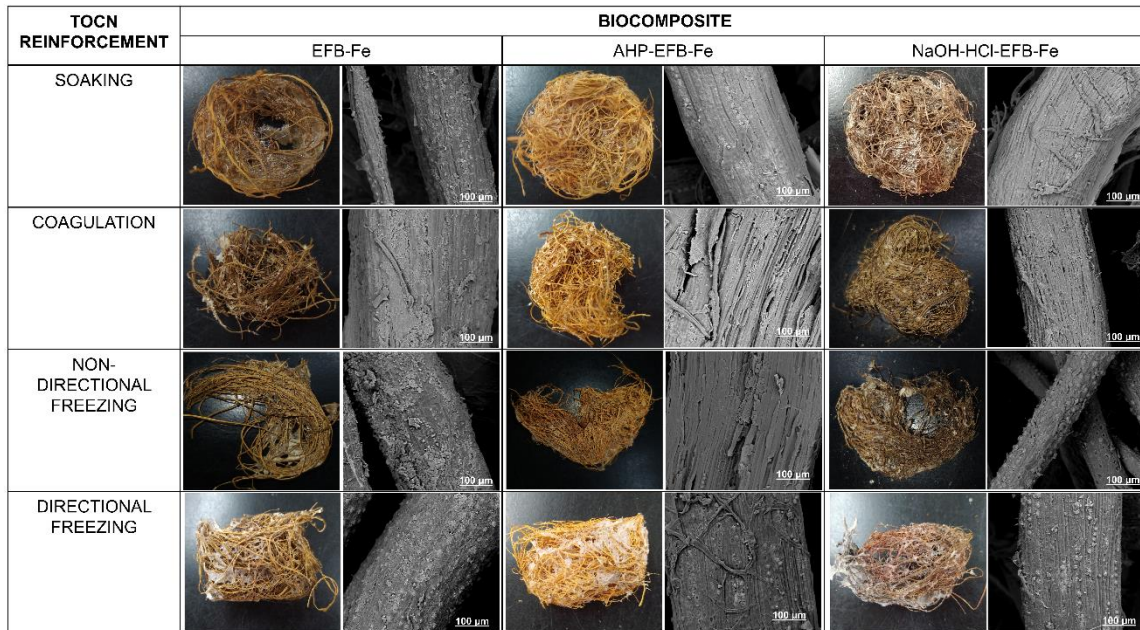 TOCN
REINFORCEMENT
BIOCOMPOSITE
EFB-Fe
AHP-EFB-Fe
NaOH-HCl-EFB-Fe
SOAKING
100 µm
100 µm
100 µm
COAGULATION
100 µm
100 µm
100 µm
NON-
DIRECTIONAL
FREEZING
100 µm
100 µm
100 µm
DIRECTIONAL
FREEZING
100 µm
100 µm
100 µm